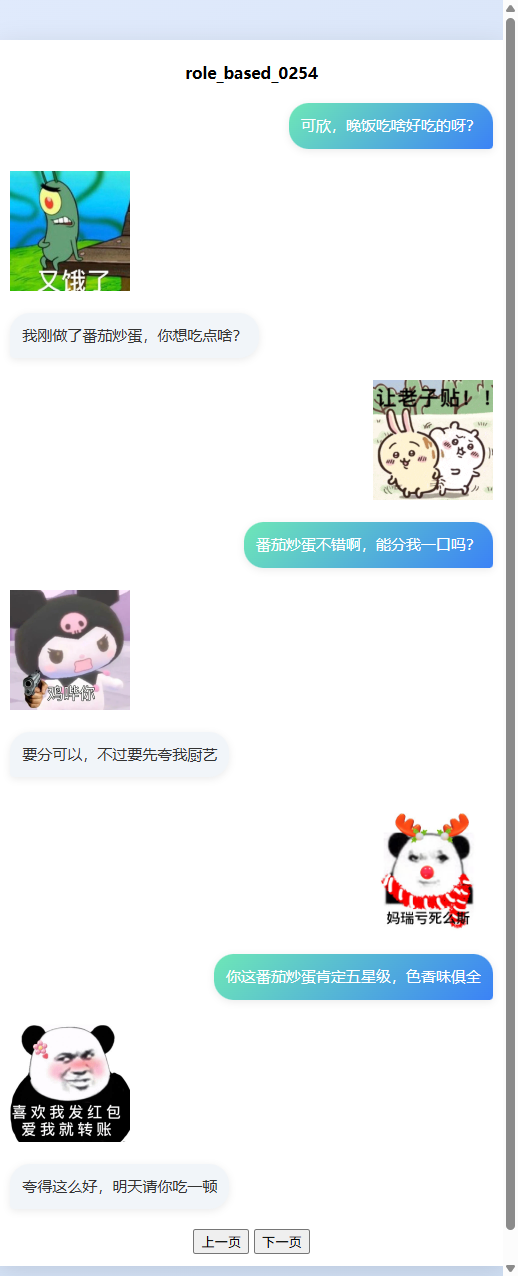 role_based_0254
可欣，晚饭吃啥好吃的呀？
又饿了
我刚做了番茄炒蛋，你想吃点啥？
让老子贴！！
番茄炒蛋不错啊，能分我一口吗？
鸡哔你
要分可以，不过要先夸我厨艺
妈瑞亏死么斯
你这番茄炒蛋肯定五星级，色香味俱全
喜欢我发红包
爱我就转账
夸得这么好，明天请你吃一顿
上一页 下一页